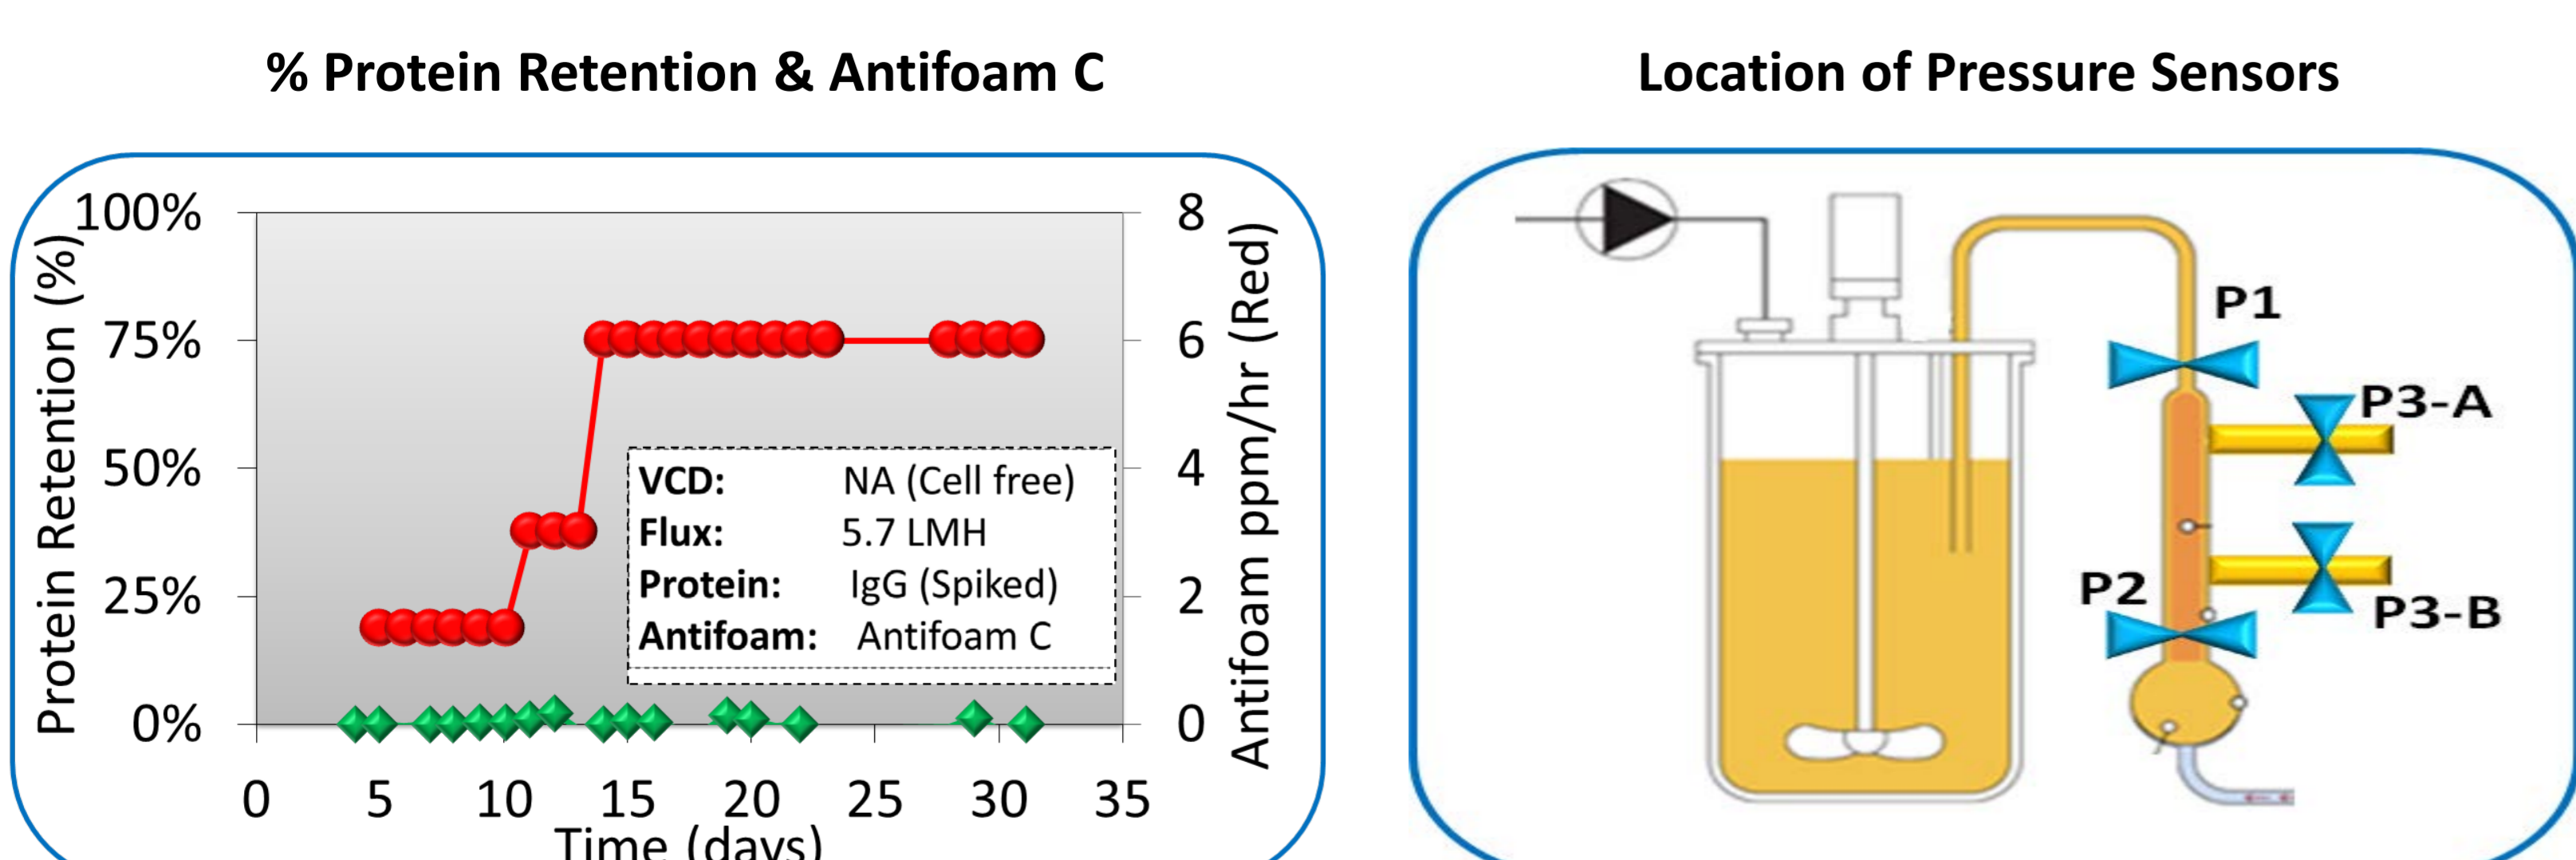 % Protein Retention & Antifoam C
Protein Retention (%)
100%
75%
50%
25%
0%
8
6
4
2
0
Antifoam ppm/hr (Red)
VCD: NA (Cell free)
Flux: 5.7 LMH
Protein: IgG (Spiked)
Antifoam: Antifoam C
0 5 10 15 20 25 30 35
Time (days)
Location of Pressure Sensors
P1
P3-A
P2
P3-B